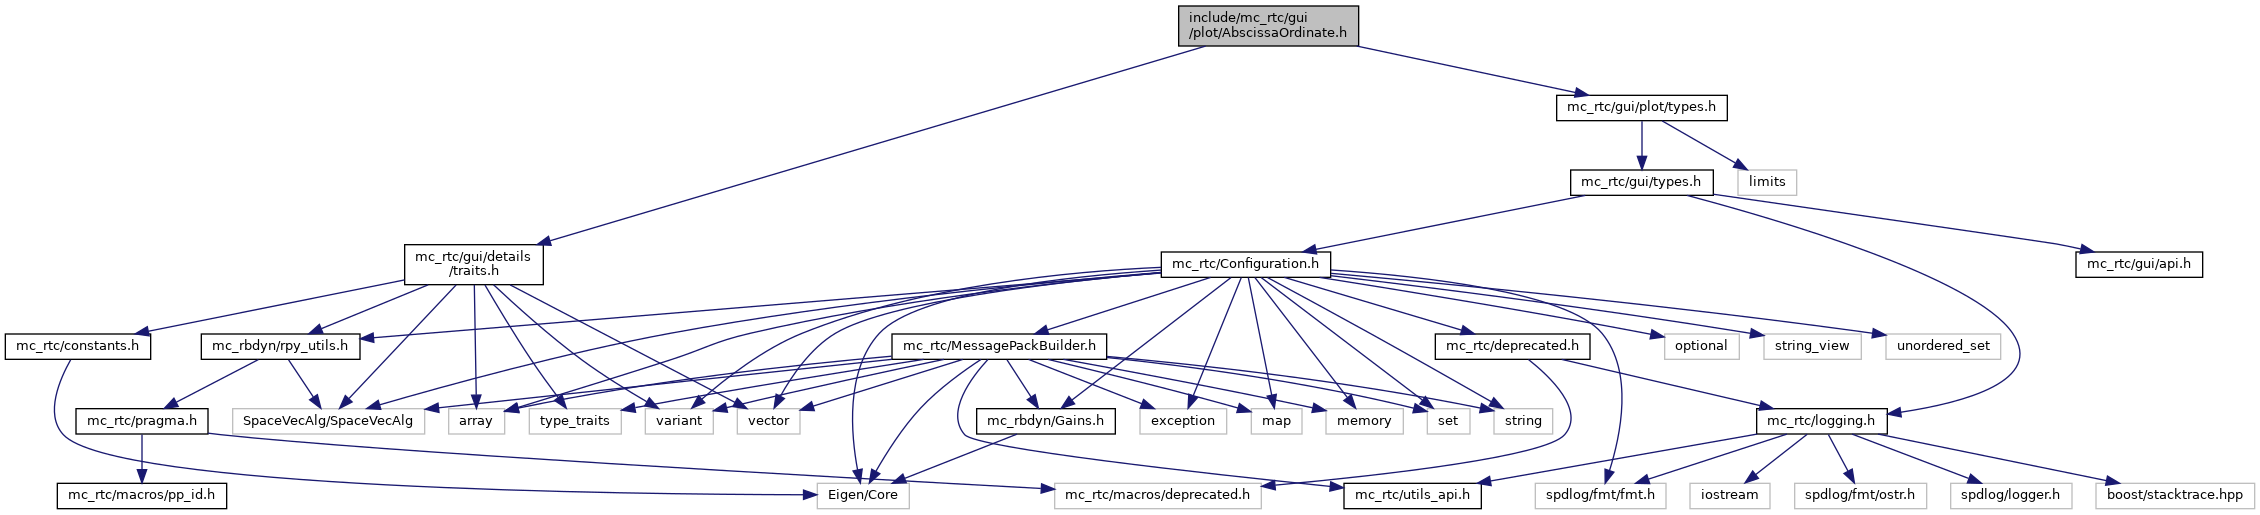 include/mc_rtc/gui
/plot/AbscissaOrdinate.h
mc_rtc/gui/plot/types.h
mc_rtc/gui/types.h
limits
mc_rtc/gui/details
/traits.h
mc_rtc/Configuration.h
mc_rtc/gui/api.h
mc_rtc/constants.h
mc_rbdyn/rpy_utils.h
mc_rtc/MessagePackBuilder.h
mc_rtc/deprecated.h
optional
string_view
unordered_set
mc_rtc/pragma.h
SpaceVecAlg/SpaceVecAlg
array
type_traits
variant
vector
mc_rbdyn/Gains.h
exception
map
memory
set
string
mc_rtc/logging.h
mc_rtc/macros/pp_id.h
Eigen/Core
mc_rtc/macros/deprecated.h
mc_rtc/utils_api.h
spdlog/fmt/fmt.h
iostream
spdlog/fmt/ostr.h
spdlog/logger.h
boost/stacktrace.hpp